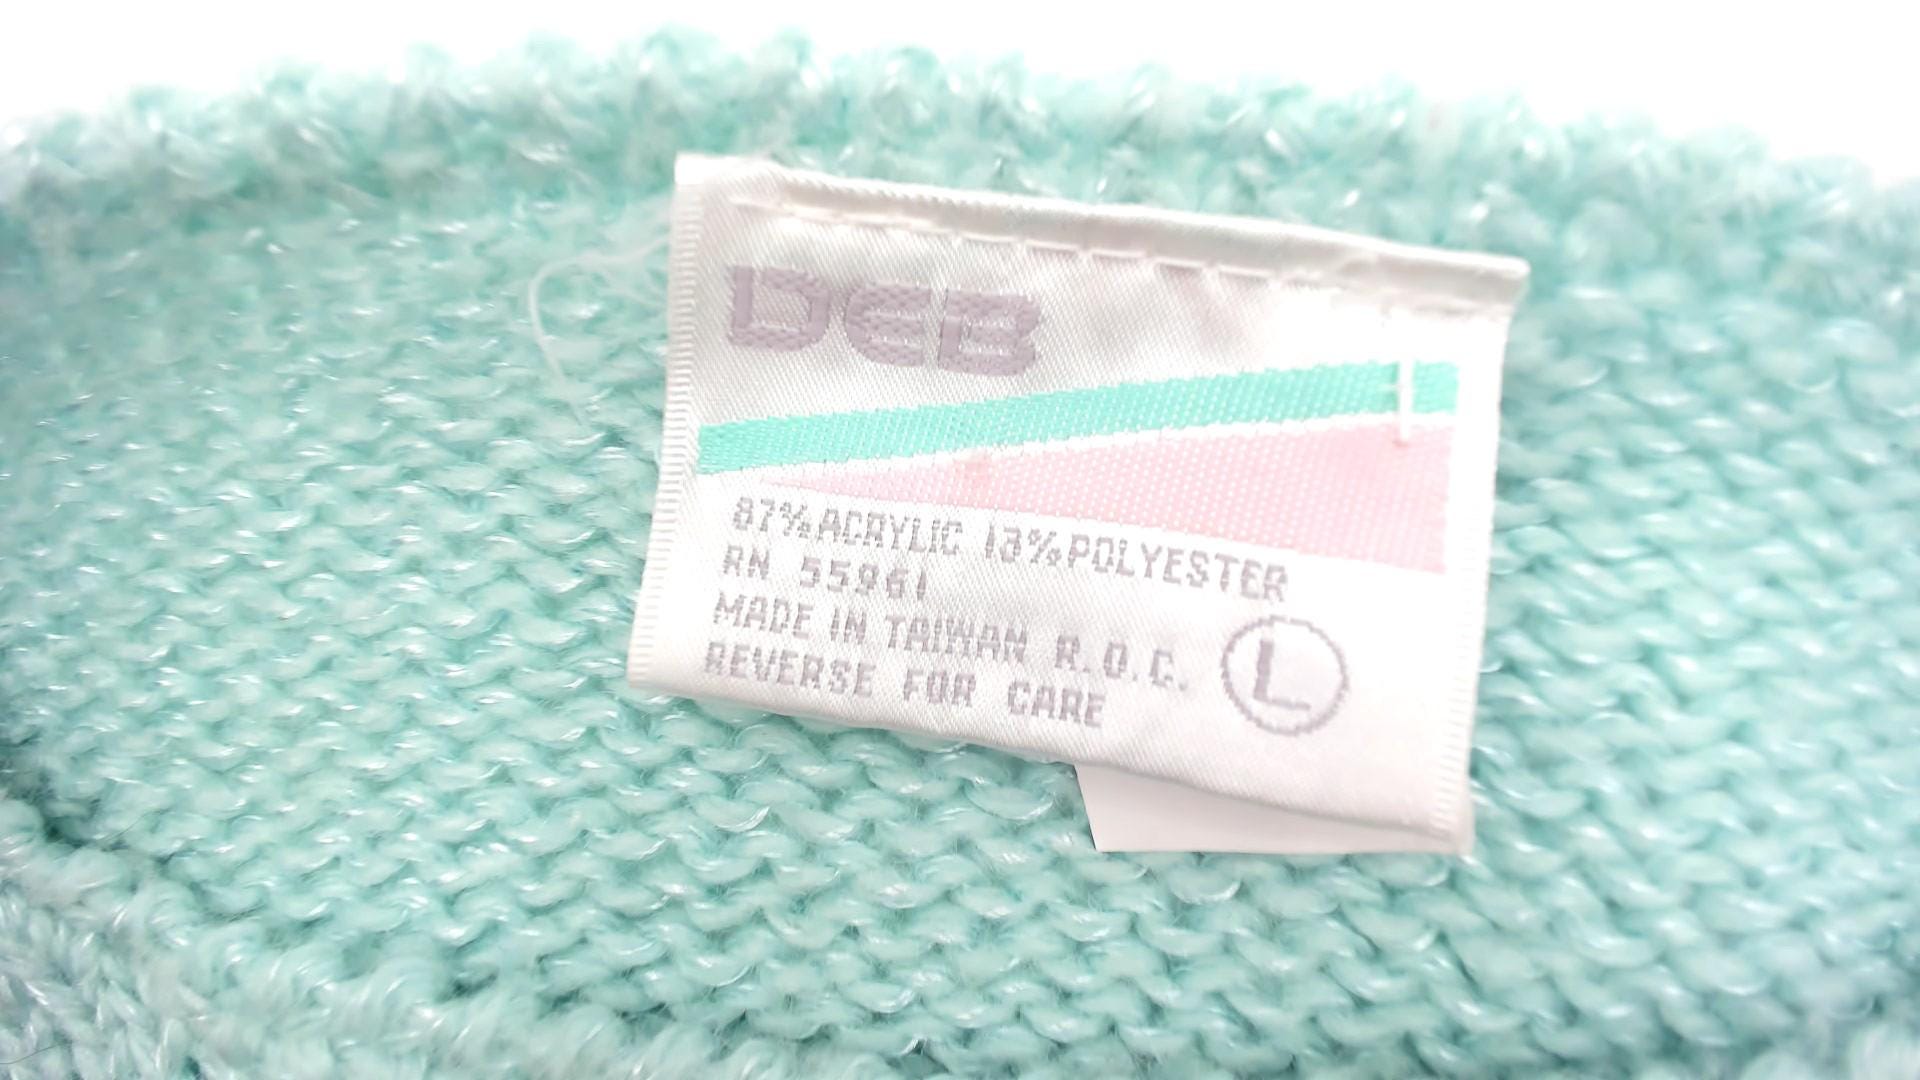 DEB
87% ACRYLIC 13% POLYESTER
RN 55961
MADE IN TAIWAN R.O.C.
REVERSE FOR CARE
L